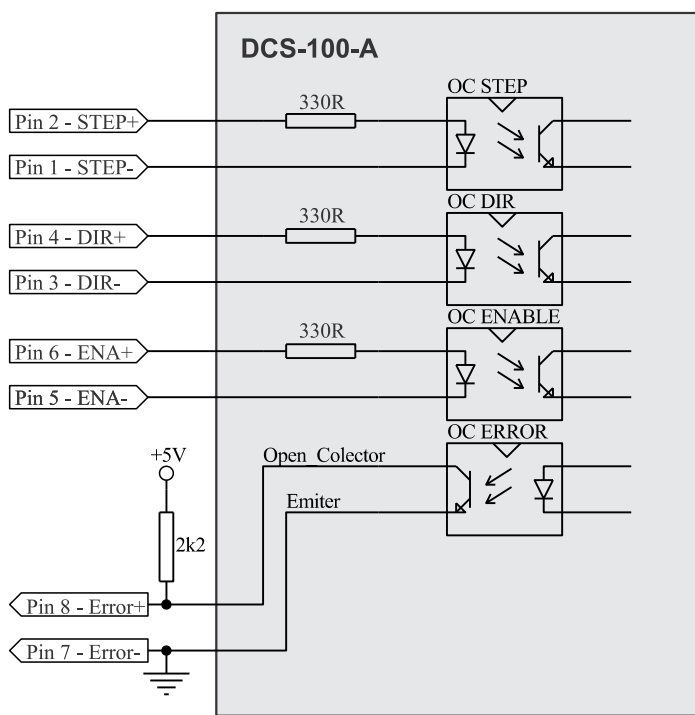 DCS-100-A
OC STEP
330R
Pin 2 - STEP+
Pin 1 - STEP-
OC DIR
330R
Pin 4 - DIR+
Pin 3 - DIR-
OC ENABLE
330R
Pin 6 - ENA+
Pin 5 - ENA-
OC ERROR
+5V
Open_Colector
Emiter
2k2
Pin 8 - Error+
Pin 7 - Error-